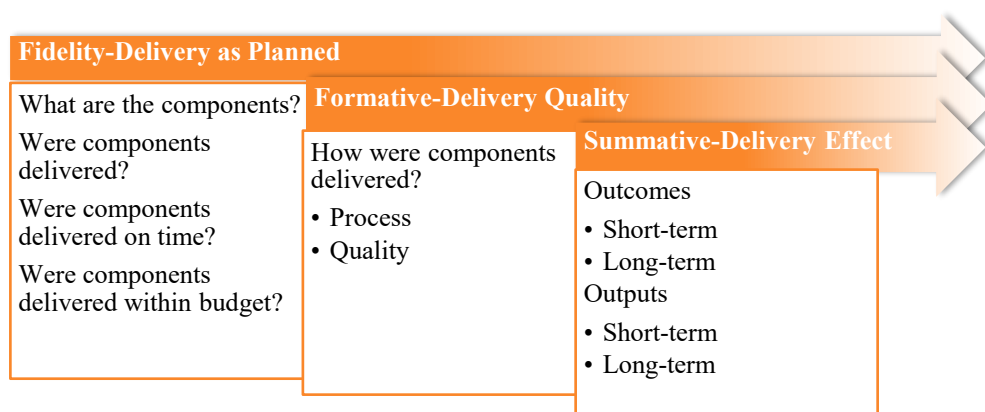 Fidelity-Delivery as Planned
What are the components?
Were components
delivered?
Were components
delivered on time?
Were components
delivered within budget?
Formative-Delivery Quality
How were components
delivered?
• Process
• Quality
Summative-Delivery Effect
Outcomes
• Short-term
• Long-term
Outputs
• Short-term
• Long-term